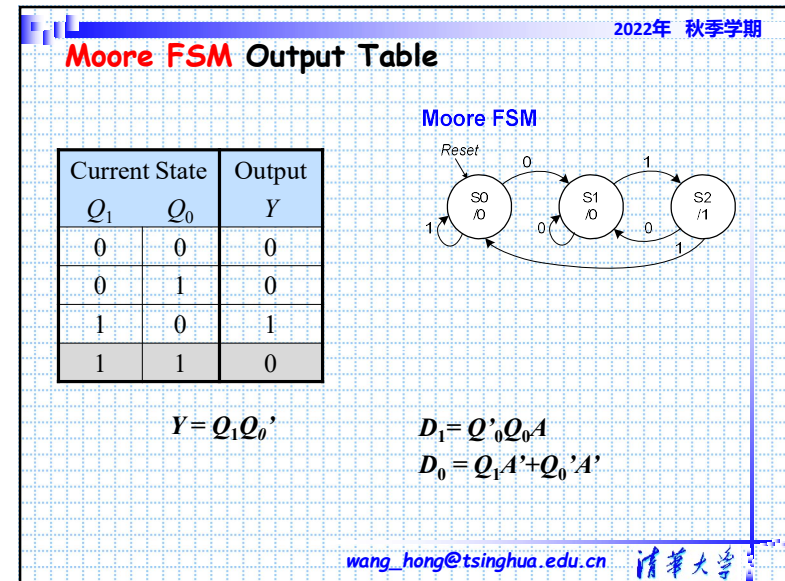 2022年 秋季学期
Moore FSM Output Table
Current State Output
Q₁ Q₀ Y
0 0 0
0 1 0
1 0 1
1 1 0
Y = Q₁Q₀’
Moore FSM
Reset
0 1
S0 S1 S2
/0 /0 /1
1 0 0
1
D₁= Q’₀Q₀A
D₀ = Q₁A’+Q₀’A’
wang_hong@tsinghua.edu.cn 清華大学